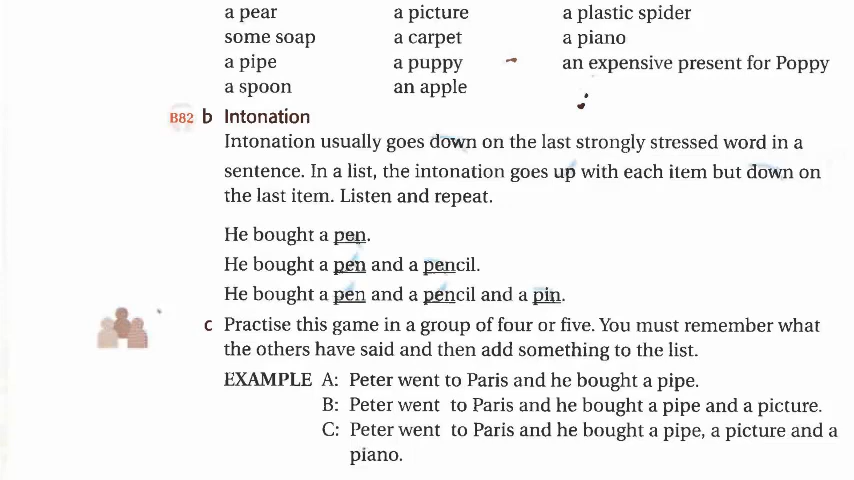 a pear a picture a plastic spider
some soap a carpet a piano
a pipe a puppy an expensive present for Poppy
a spoon an apple
B82 b Intonation
Intonation usually goes down on the last strongly stressed word in a
sentence. In a list, the intonation goes up with each item but down on
the last item. Listen and repeat.
He bought a pen.
He bought a pen and a pencil.
He bought a pen and a pencil and a pin.
c Practise this game in a group of four or five. You must remember what
the others have said and then add something to the list.
EXAMPLE A: Peter went to Paris and he bought a pipe.
B: Peter went to Paris and he bought a pipe and a picture.
C: Peter went to Paris and he bought a pipe, a picture and a
piano.